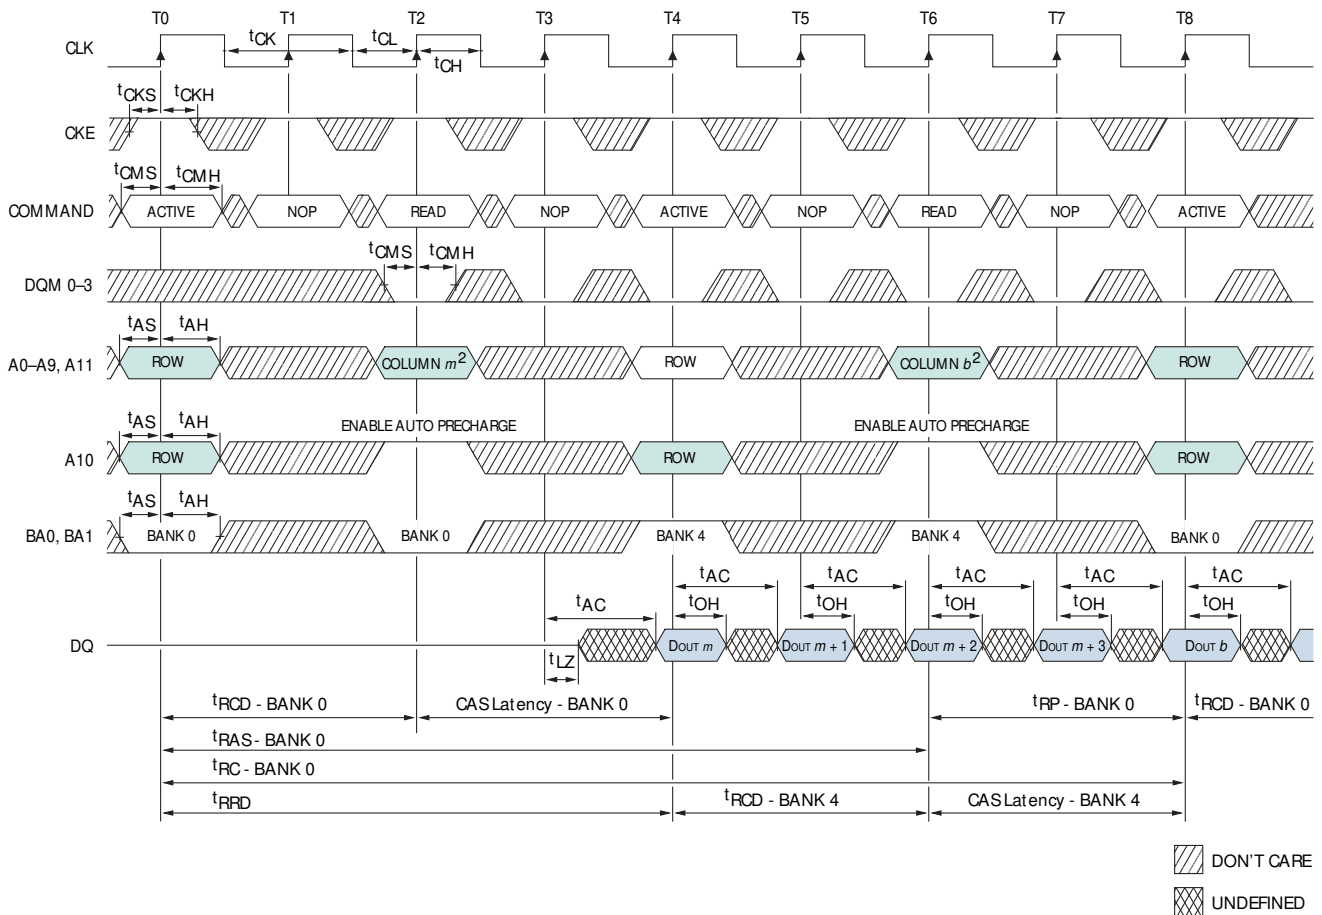 T0 T1 T2 T3 T4 T5 T6 T7 T8
CLK
tCK tCL
tCH
tCKS tCKH
CKE
tCMS tCMH
COMMAND ACTIVE NOP READ NOP ACTIVE NOP READ NOP ACTIVE
tCMS tCMH
DQM 0–3
tAS tAH
A0–A9, A11 ROW COLUMN m2 ROW COLUMN b2 ROW
ENABLE AUTO PRECHARGE ENABLE AUTO PRECHARGE
tAS tAH
A10 ROW ROW ROW
tAS tAH
BA0, BA1 BANK 0 BANK 0 BANK 4 BANK 4 BANK 0
tAC tAC tAC tAC tAC
tAC tOH tOH tOH tOH tOH
DQ DOUT m DOUT m + 1 DOUT m + 2 DOUT m + 3 DOUT b
tLZ
tRCD - BANK 0 CAS Latency - BANK 0 tRP - BANK 0 tRCD - BANK 0
tRAS - BANK 0
tRC - BANK 0
tRRD tRCD - BANK 4 CAS Latency - BANK 4
DON'T CARE
UNDEFINED